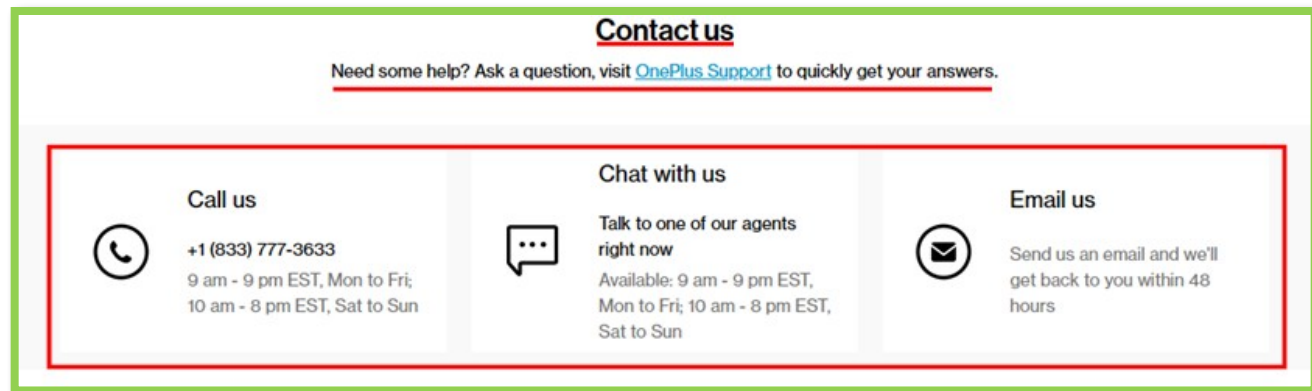 Contact us
Need some help? Ask a question, visit OnePlus Support to quickly get your answers.
Call us
+1 (833) 777-3633
9 am - 9 pm EST, Mon to Fri;
10 am - 8 pm EST, Sat to Sun
Chat with us
Talk to one of our agents
right now
Available: 9 am - 9 pm EST,
Mon to Fri; 10 am - 8 pm EST,
Sat to Sun
Email us
Send us an email and we'll
get back to you within 48
hours